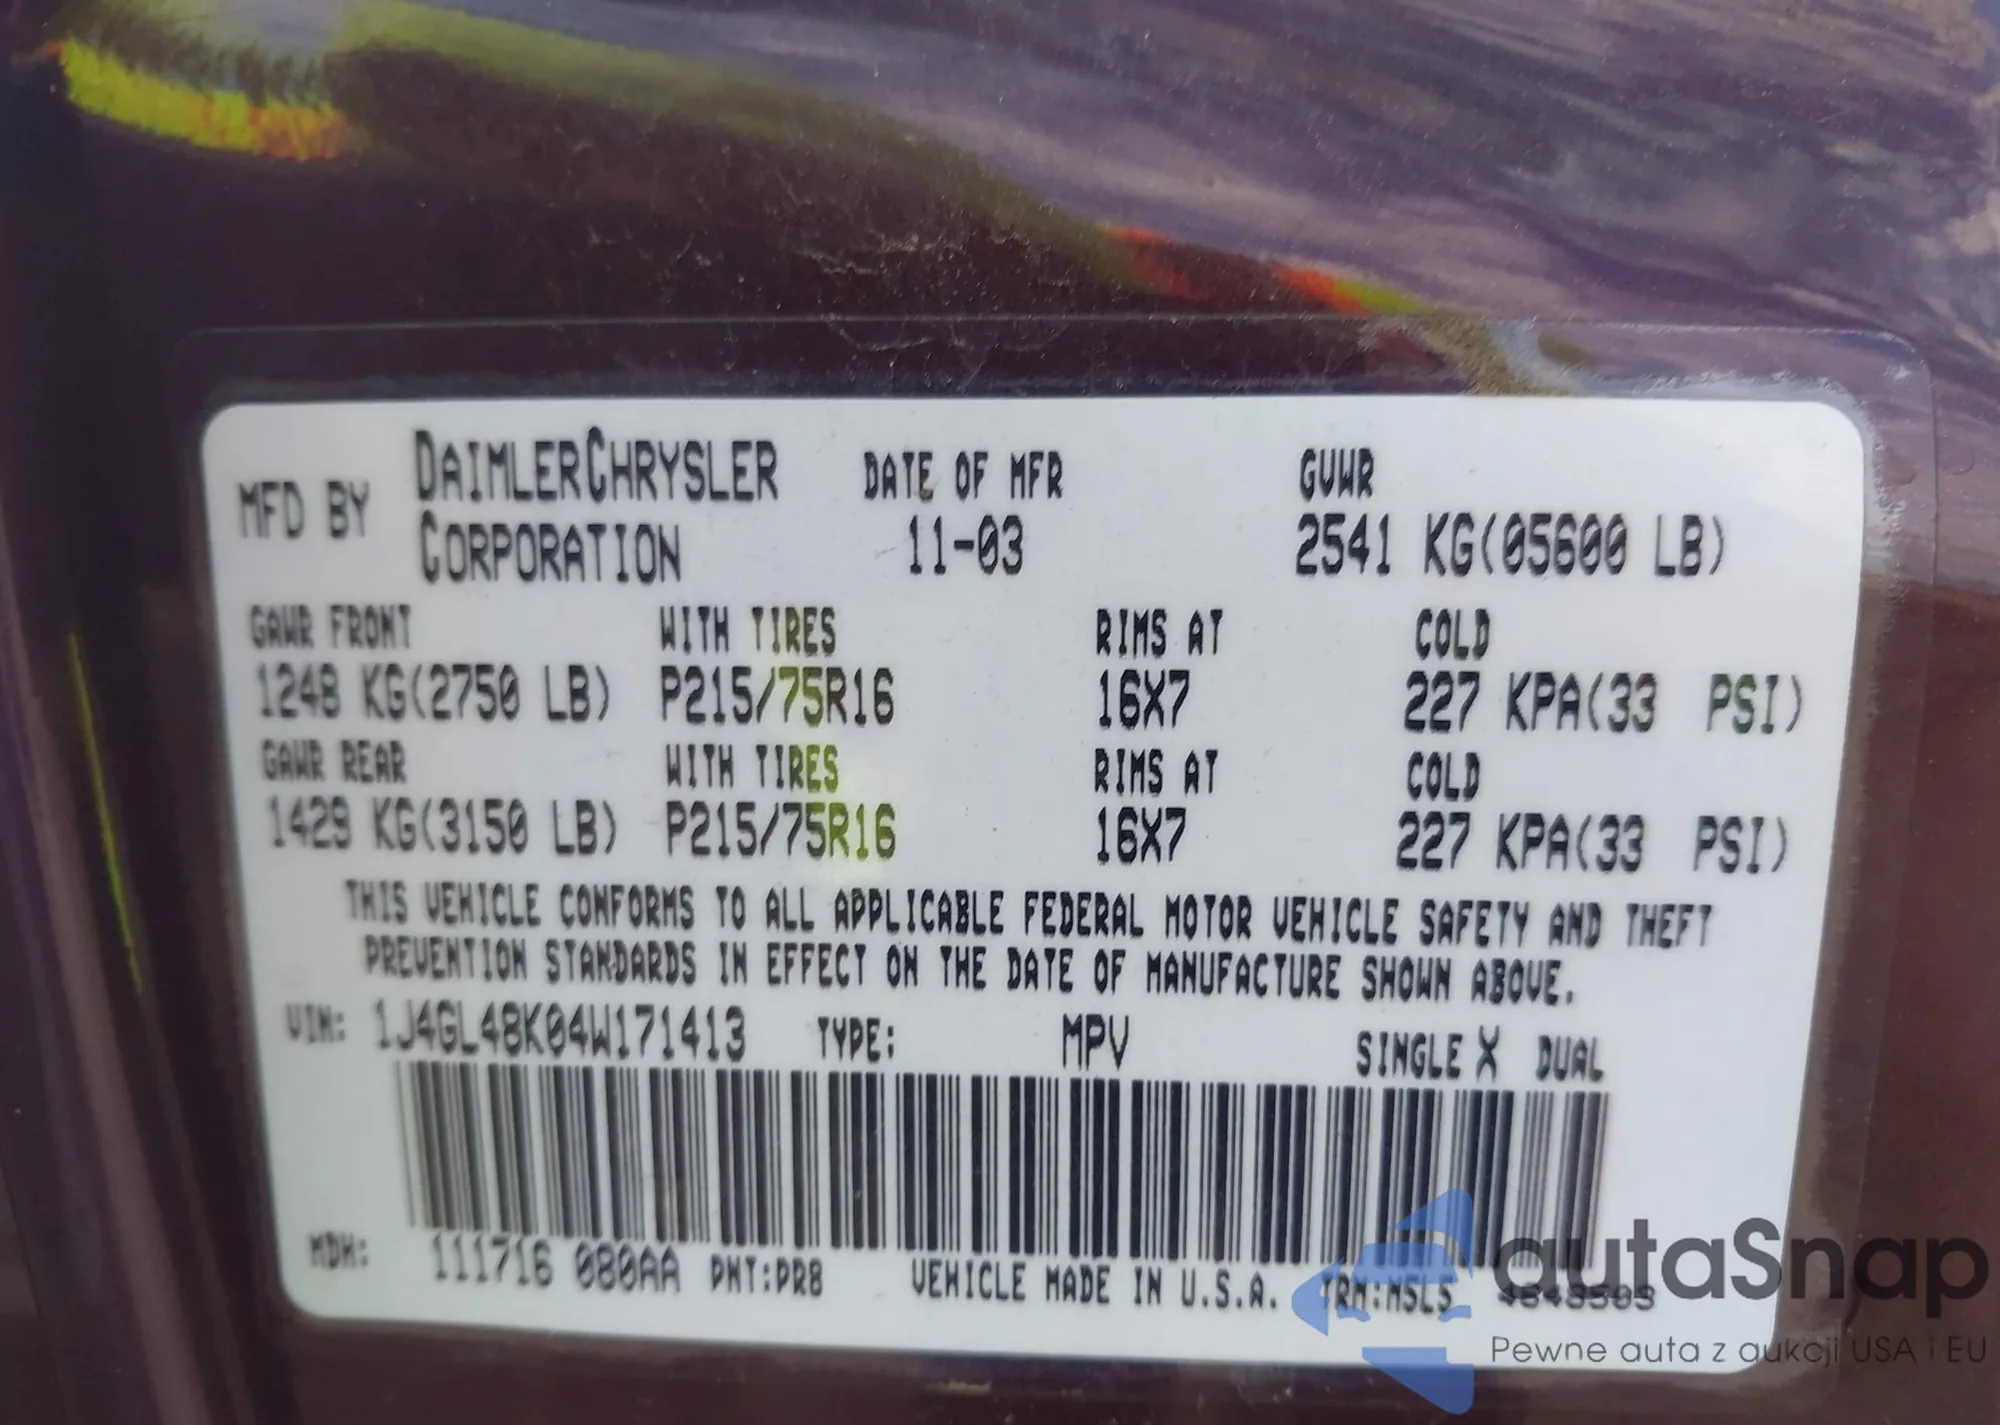 MFD BY DAIMLERCHRYSLER CORPORATION
DATE OF MFR
11-03
GVWR
2541 KG(05600 LB)
GAWR FRONT WITH TIRES RIMS AT COLD
1248 KG(2750 LB) P215/75R16 16X7 227 KPA(33 PSI)
GAWR REAR WITH TIRES RIMS AT COLD
1429 KG(3150 LB) P215/75R16 16X7 227 KPA(33 PSI)
THIS VEHICLE CONFORMS TO ALL APPLICABLE FEDERAL MOTOR VEHICLE SAFETY AND THEFT
PREVENTION STANDARDS IN EFFECT ON THE DATE OF MANUFACTURE SHOWN ABOVE.
VIN: 1J4GL48K04W171413 TYPE: MPV SINGLE X DUAL
MDH: 111716 080AA PNT:PR8 VEHICLE MADE IN U.S.A. TRM:MSL5
autaSnap
Pewne auta z aukcji USA i EU